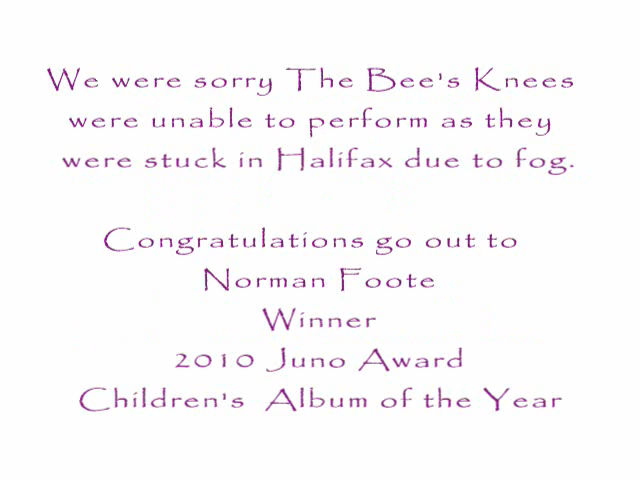 We were sorry The Bee's Knees
were unable to perform as they
were stuck in Halifax due to fog.
Congratulations go out to
Norman Foote
Winner
2010 Juno Award
Children's Album of the Year